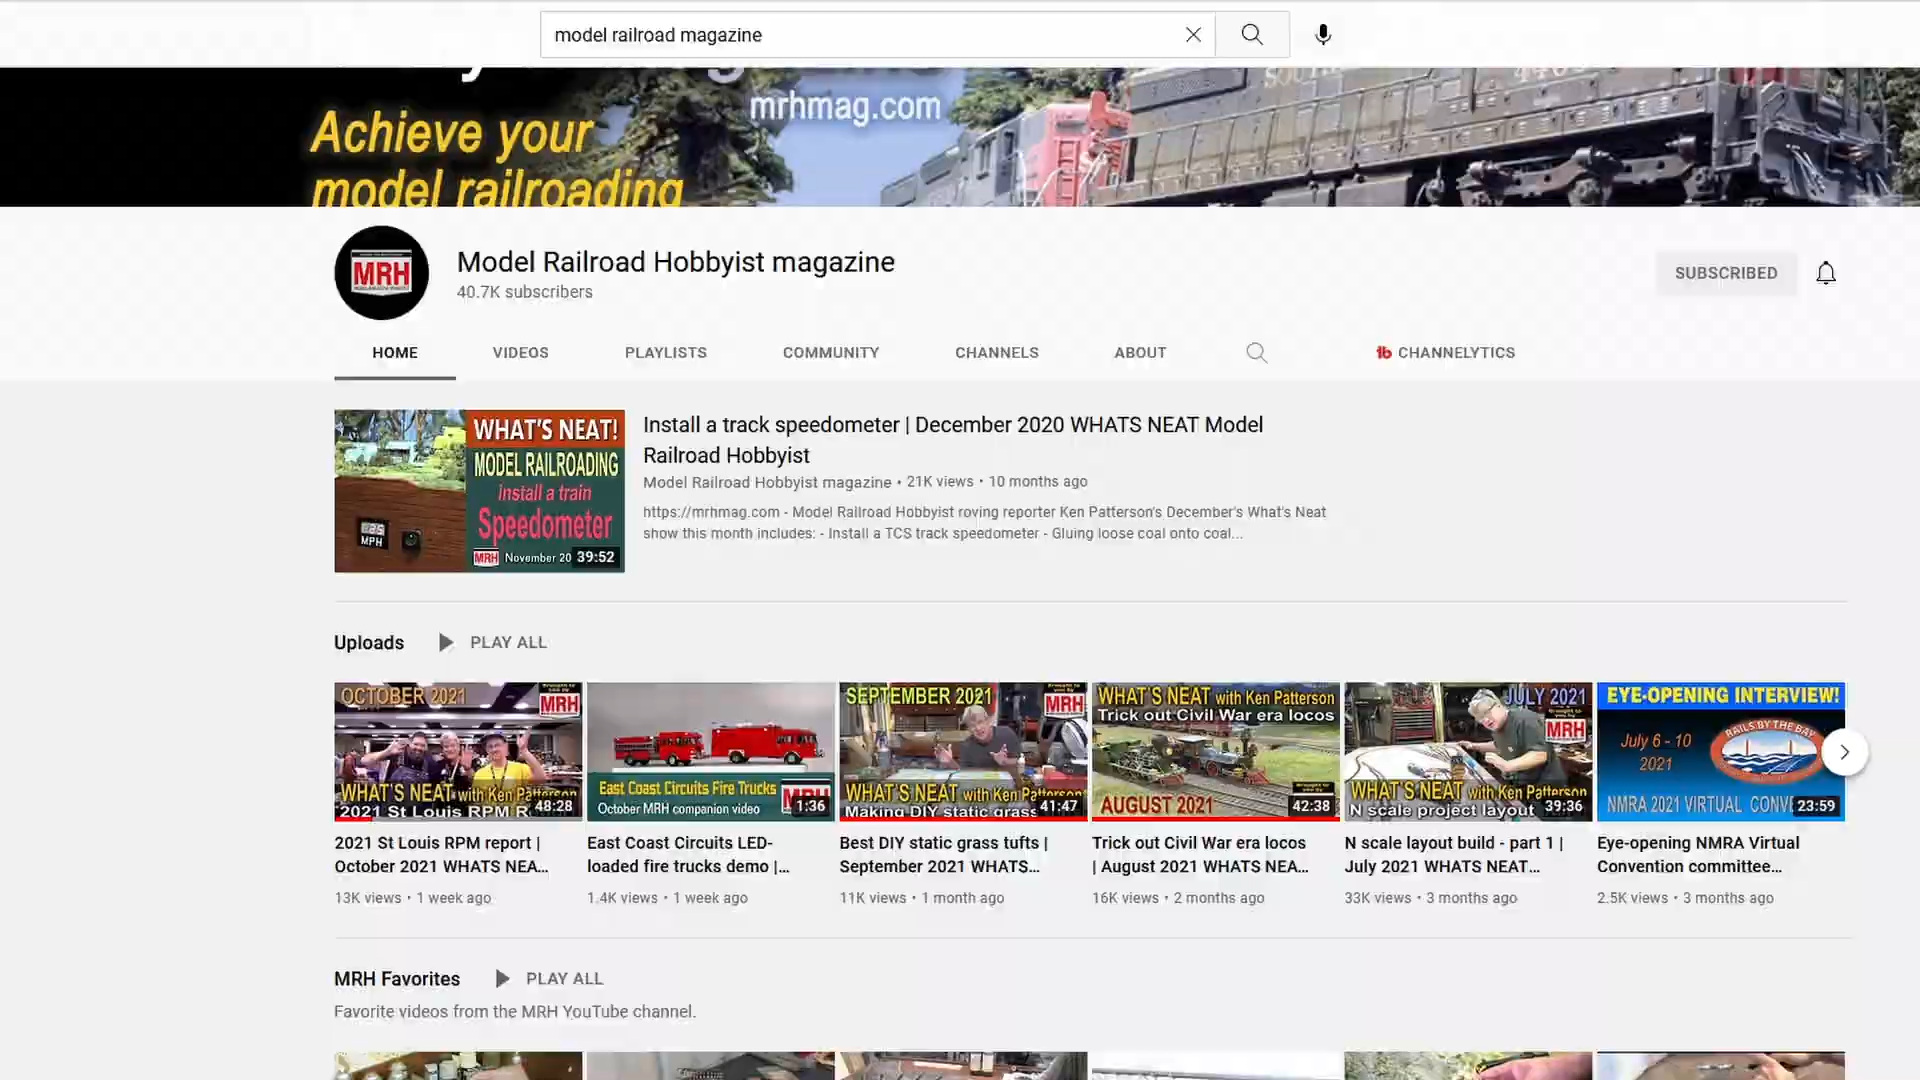 model railroad magazine
mrhmag.com
Achieve your
model railroading
MRH
Model Railroad Hobbyist magazine
40.7K subscribers
SUBSCRIBED
HOME VIDEOS PLAYLISTS COMMUNITY CHANNELS ABOUT CHANNELYTICS
WHAT'S NEAT!
MODEL RAILROADING
install a train
Speedometer
MPH
MRH November 20 39:52
Install a track speedometer | December 2020 WHATS NEAT Model
Railroad Hobbyist
Model Railroad Hobbyist magazine • 21K views • 10 months ago
https://mrhmag.com - Model Railroad Hobbyist roving reporter Ken Patterson's December's What's Neat
show this month includes: - Install a TCS track speedometer - Gluing loose coal onto coal...
Uploads PLAY ALL
OCTOBER 2021
MRH
WHAT'S NEAT with Ken Patterson
2021 St Louis RPM R
48:28
2021 St Louis RPM report |
October 2021 WHATS NEA...
13K views • 1 week ago
East Coast Circuits Fire Trucks
October MRH companion video
MRH
1:36
East Coast Circuits LED-
loaded fire trucks demo |...
1.4K views • 1 week ago
SEPTEMBER 2021
MRH
WHAT'S NEAT with Ken Patterson
Making DIY static grass
41:47
Best DIY static grass tufts |
September 2021 WHATS...
11K views • 1 month ago
WHAT'S NEAT with Ken Patterson
Trick out Civil War era locos
AUGUST 2021
MRH
42:38
Trick out Civil War era locos
| August 2021 WHATS NEA...
16K views • 2 months ago
JULY 2021
MRH
WHAT'S NEAT with Ken Patterson
N scale project layout
39:36
N scale layout build - part 1 |
July 2021 WHATS NEAT...
33K views • 3 months ago
EYE-OPENING INTERVIEW!
July 6 - 10
2021
RAILS BY THE BAY
NMRA 2021 VIRTUAL CONVE
23:59
Eye-opening NMRA Virtual
Convention committee...
2.5K views • 3 months ago
MRH Favorites PLAY ALL
Favorite videos from the MRH YouTube channel.